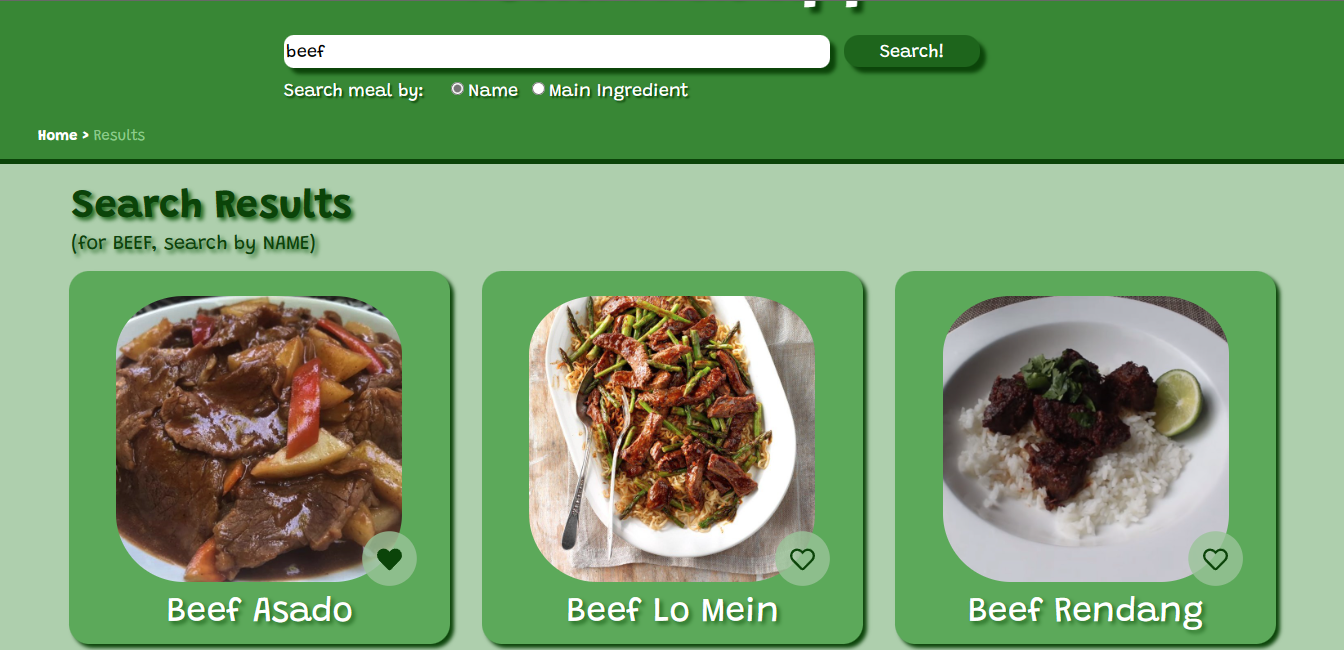 beef
Search!
Search meal by: Name Main Ingredient
Home > Results
Search Results
(for BEEF, search by NAME)
Beef Asado
Beef Lo Mein
Beef Rendang